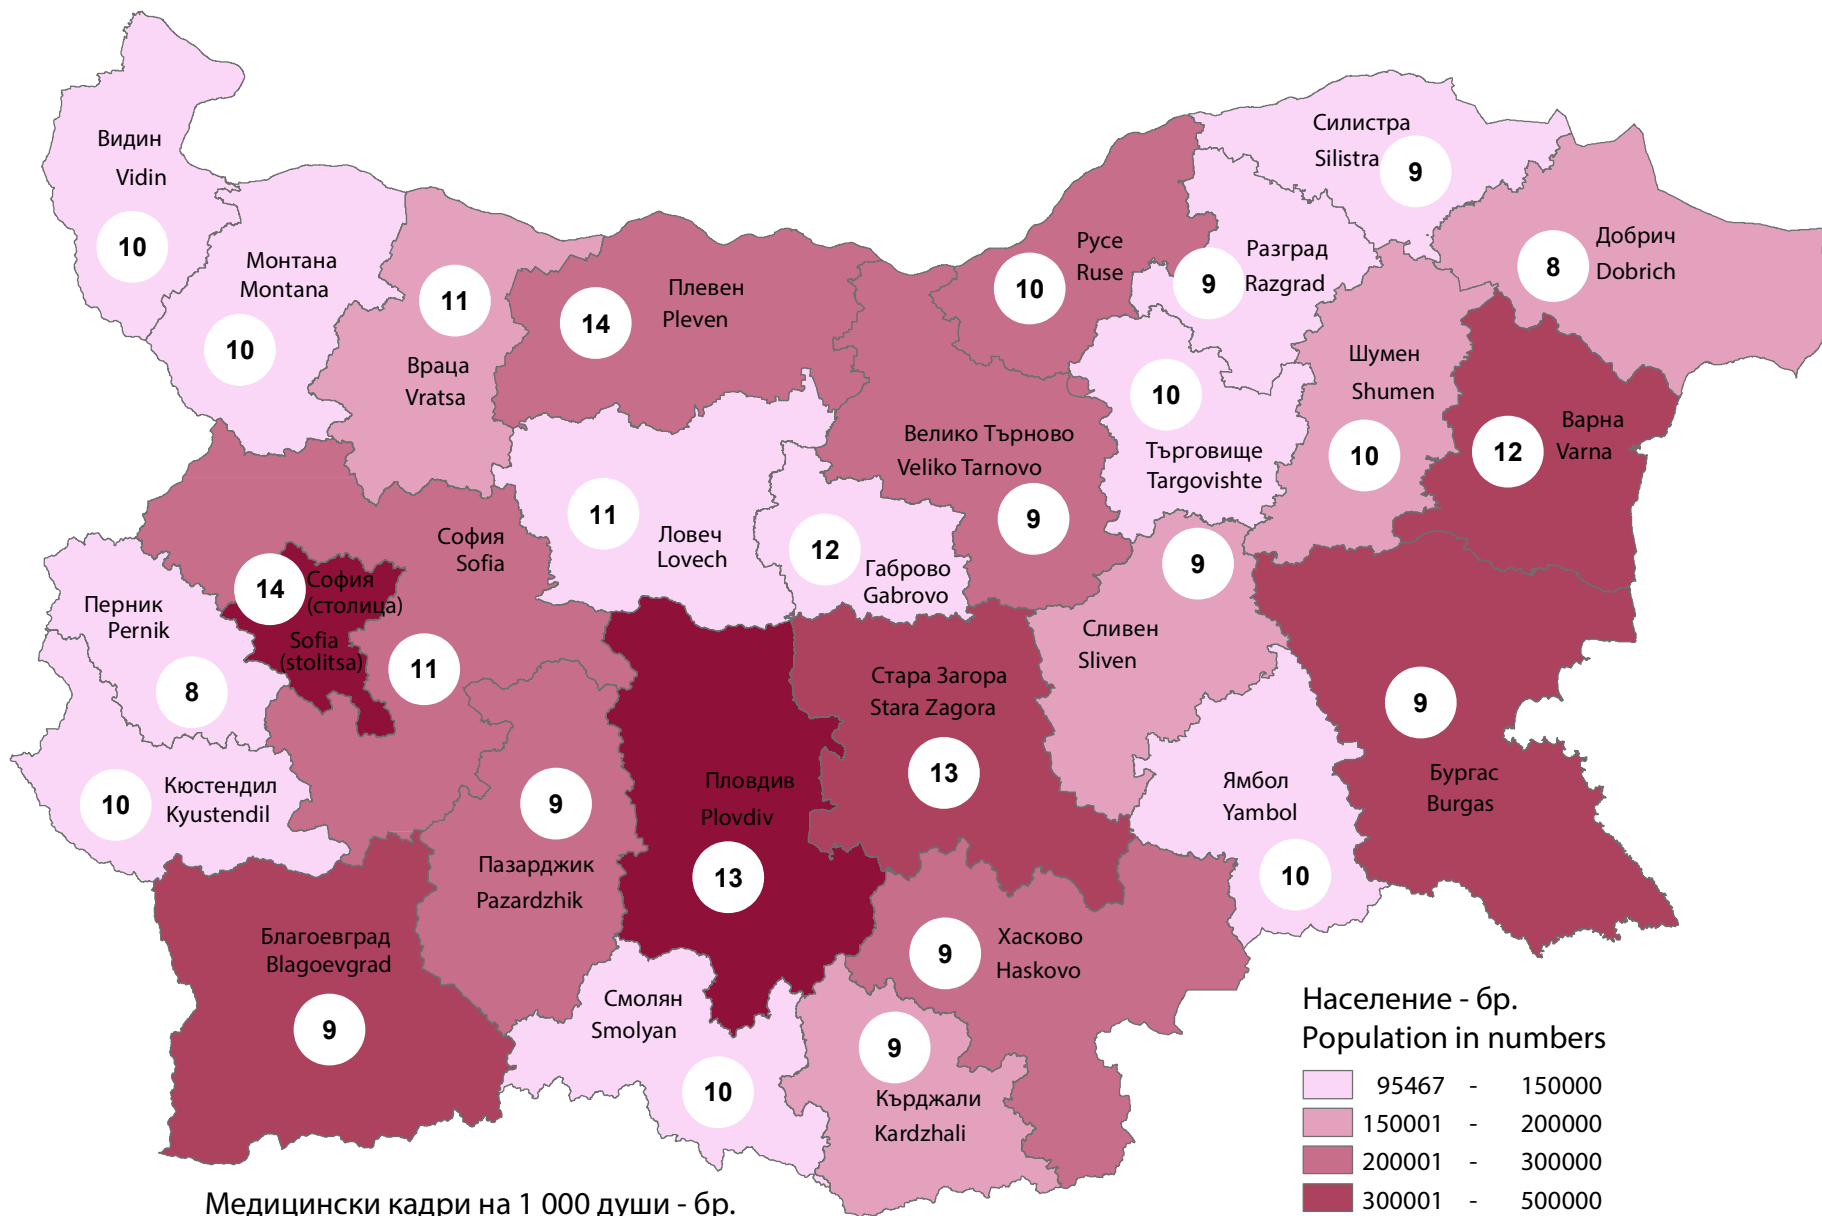 Видин
Vidin
10
Монтана
Montana
10
11
Враца
Vratsa
Плевен
Pleven
14
Русе
Ruse
10
Силистра
Silistra
9
Разград
Razgrad
9
Добрич
Dobrich
8
Шумен
Shumen
10
10
Търговище
Targovishte
Варна
Varna
12
Велико Търново
Veliko Tarnovo
9
11
Ловеч
Lovech
12
Габрово
Gabrovo
София
Sofia
11
14
София
(столица)
Sofia
(stolitsa)
Перник
Pernik
8
10
Кюстендил
Kyustendil
9
Пазарджик
Pazardzhik
Пловдив
Plovdiv
13
Стара Загора
Stara Zagora
13
9
Сливен
Sliven
9
Бургас
Burgas
Ямбол
Yambol
10
Благоевград
Blagoevgrad
9
Смолян
Smolyan
10
9
Хасково
Haskovo
9
Кърджали
Kardzhali
Население - бр.
Population in numbers
95467 - 150000
150001 - 200000
200001 - 300000
300001 - 500000
Медицински кадри на 1 000 души - бр.